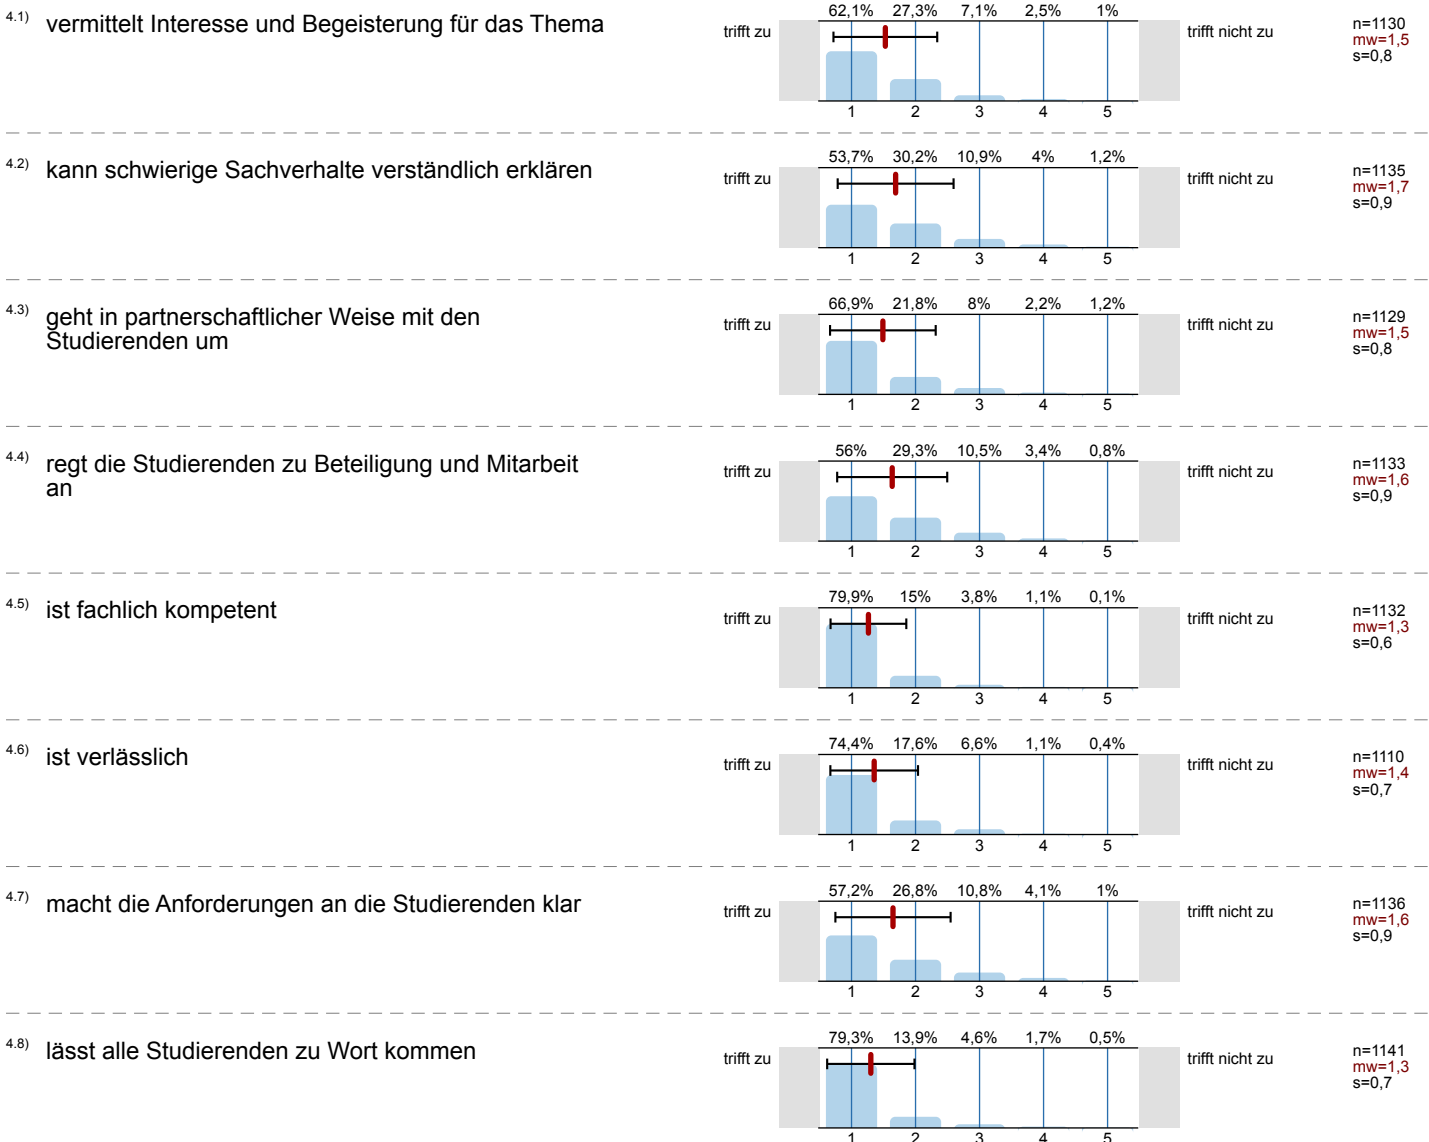 4.1) vermittelt Interesse und Begeisterung für das Thema
trifft zu
62,1% 27,3% 7,1% 2,5% 1%
1 2 3 4 5
trifft nicht zu
n=1130
mw=1,5
s=0,8
4.2) kann schwierige Sachverhalte verständlich erklären
trifft zu
53,7% 30,2% 10,9% 4% 1,2%
1 2 3 4 5
trifft nicht zu
n=1135
mw=1,7
s=0,9
4.3) geht in partnerschaftlicher Weise mit den
Studierenden um
trifft zu
66,9% 21,8% 8% 2,2% 1,2%
1 2 3 4 5
trifft nicht zu
n=1129
mw=1,5
s=0,8
4.4) regt die Studierenden zu Beteiligung und Mitarbeit
an
trifft zu
56% 29,3% 10,5% 3,4% 0,8%
1 2 3 4 5
trifft nicht zu
n=1133
mw=1,6
s=0,9
4.5) ist fachlich kompetent
trifft zu
79,9% 15% 3,8% 1,1% 0,1%
1 2 3 4 5
trifft nicht zu
n=1132
mw=1,3
s=0,6
4.6) ist verlässlich
trifft zu
74,4% 17,6% 6,6% 1,1% 0,4%
1 2 3 4 5
trifft nicht zu
n=1110
mw=1,4
s=0,7
4.7) macht die Anforderungen an die Studierenden klar
trifft zu
57,2% 26,8% 10,8% 4,1% 1%
1 2 3 4 5
trifft nicht zu
n=1136
mw=1,6
s=0,9
4.8) lässt alle Studierenden zu Wort kommen
trifft zu
79,3% 13,9% 4,6% 1,7% 0,5%
1 2 3 4 5
trifft nicht zu
n=1141
mw=1,3
s=0,7